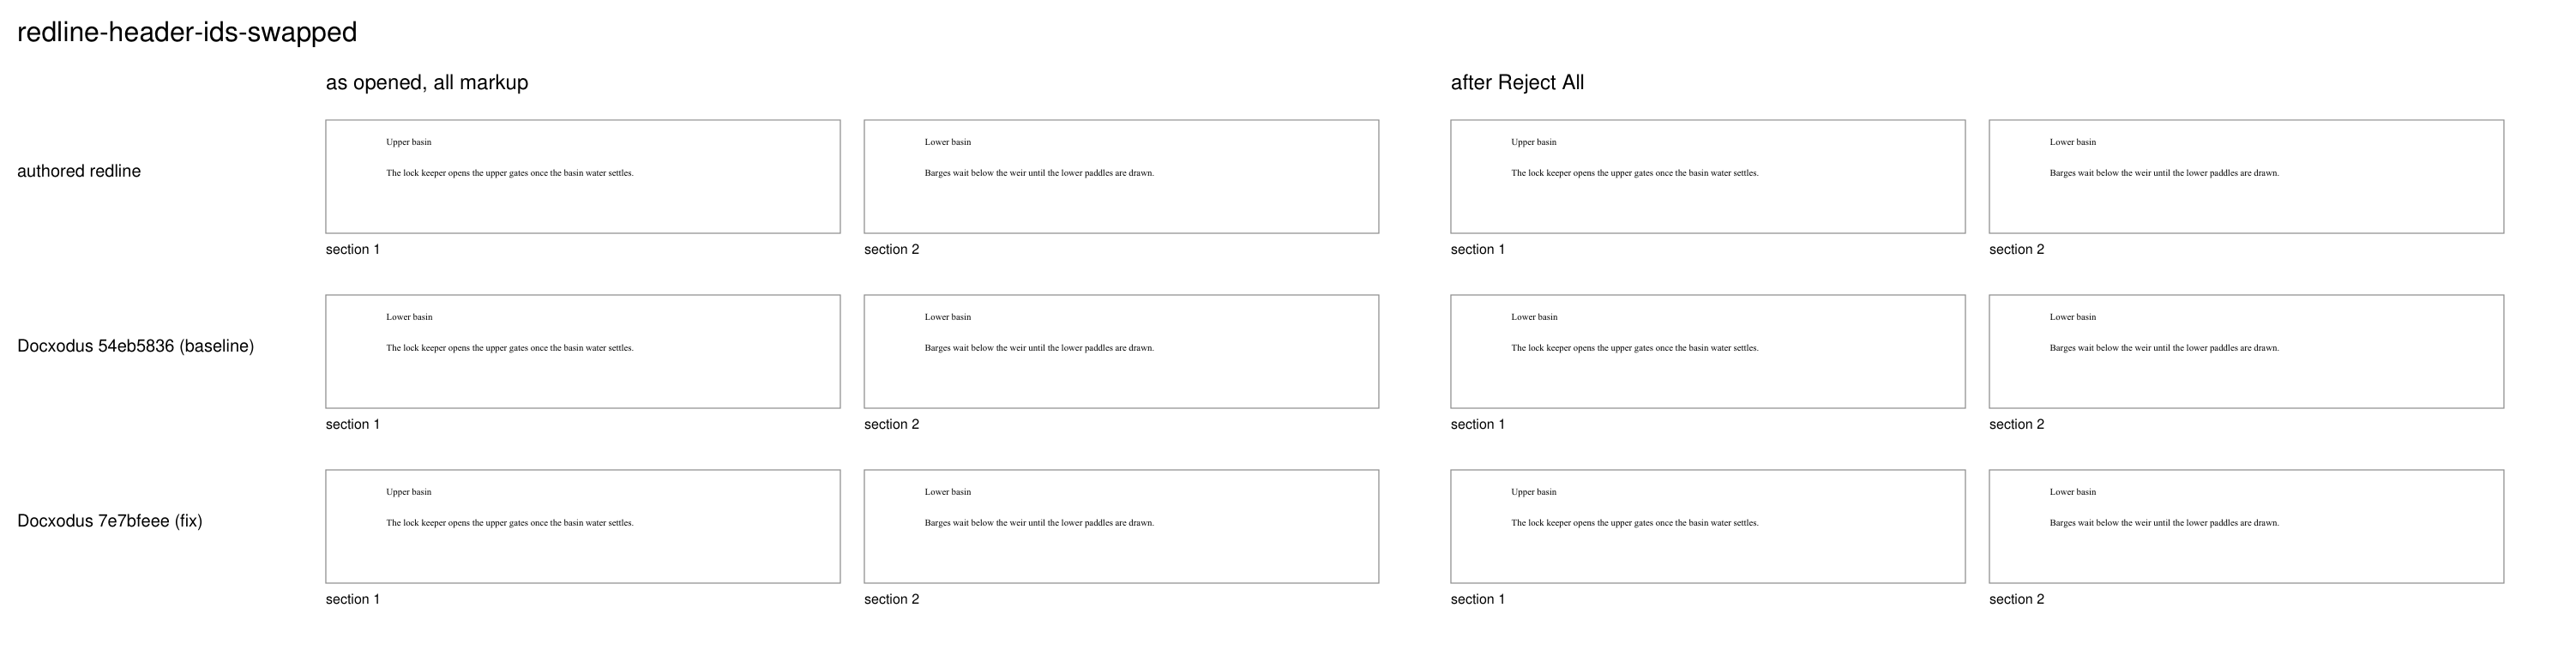 redline-header-ids-swapped
as opened, all markup
after Reject All
authored redline
Upper basin
The lock keeper opens the upper gates once the basin water settles.
section 1
Lower basin
Barges wait below the weir until the lower paddles are drawn.
section 2
Upper basin
The lock keeper opens the upper gates once the basin water settles.
section 1
Lower basin
Barges wait below the weir until the lower paddles are drawn.
section 2
Docxodus 54eb5836 (baseline)
Lower basin
The lock keeper opens the upper gates once the basin water settles.
section 1
Lower basin
Barges wait below the weir until the lower paddles are drawn.
section 2
Lower basin
The lock keeper opens the upper gates once the basin water settles.
section 1
Lower basin
Barges wait below the weir until the lower paddles are drawn.
section 2
Docxodus 7e7bfeee (fix)
Upper basin
The lock keeper opens the upper gates once the basin water settles.
section 1
Lower basin
Barges wait below the weir until the lower paddles are drawn.
section 2
Upper basin
The lock keeper opens the upper gates once the basin water settles.
section 1
Lower basin
Barges wait below the weir until the lower paddles are drawn.
section 2